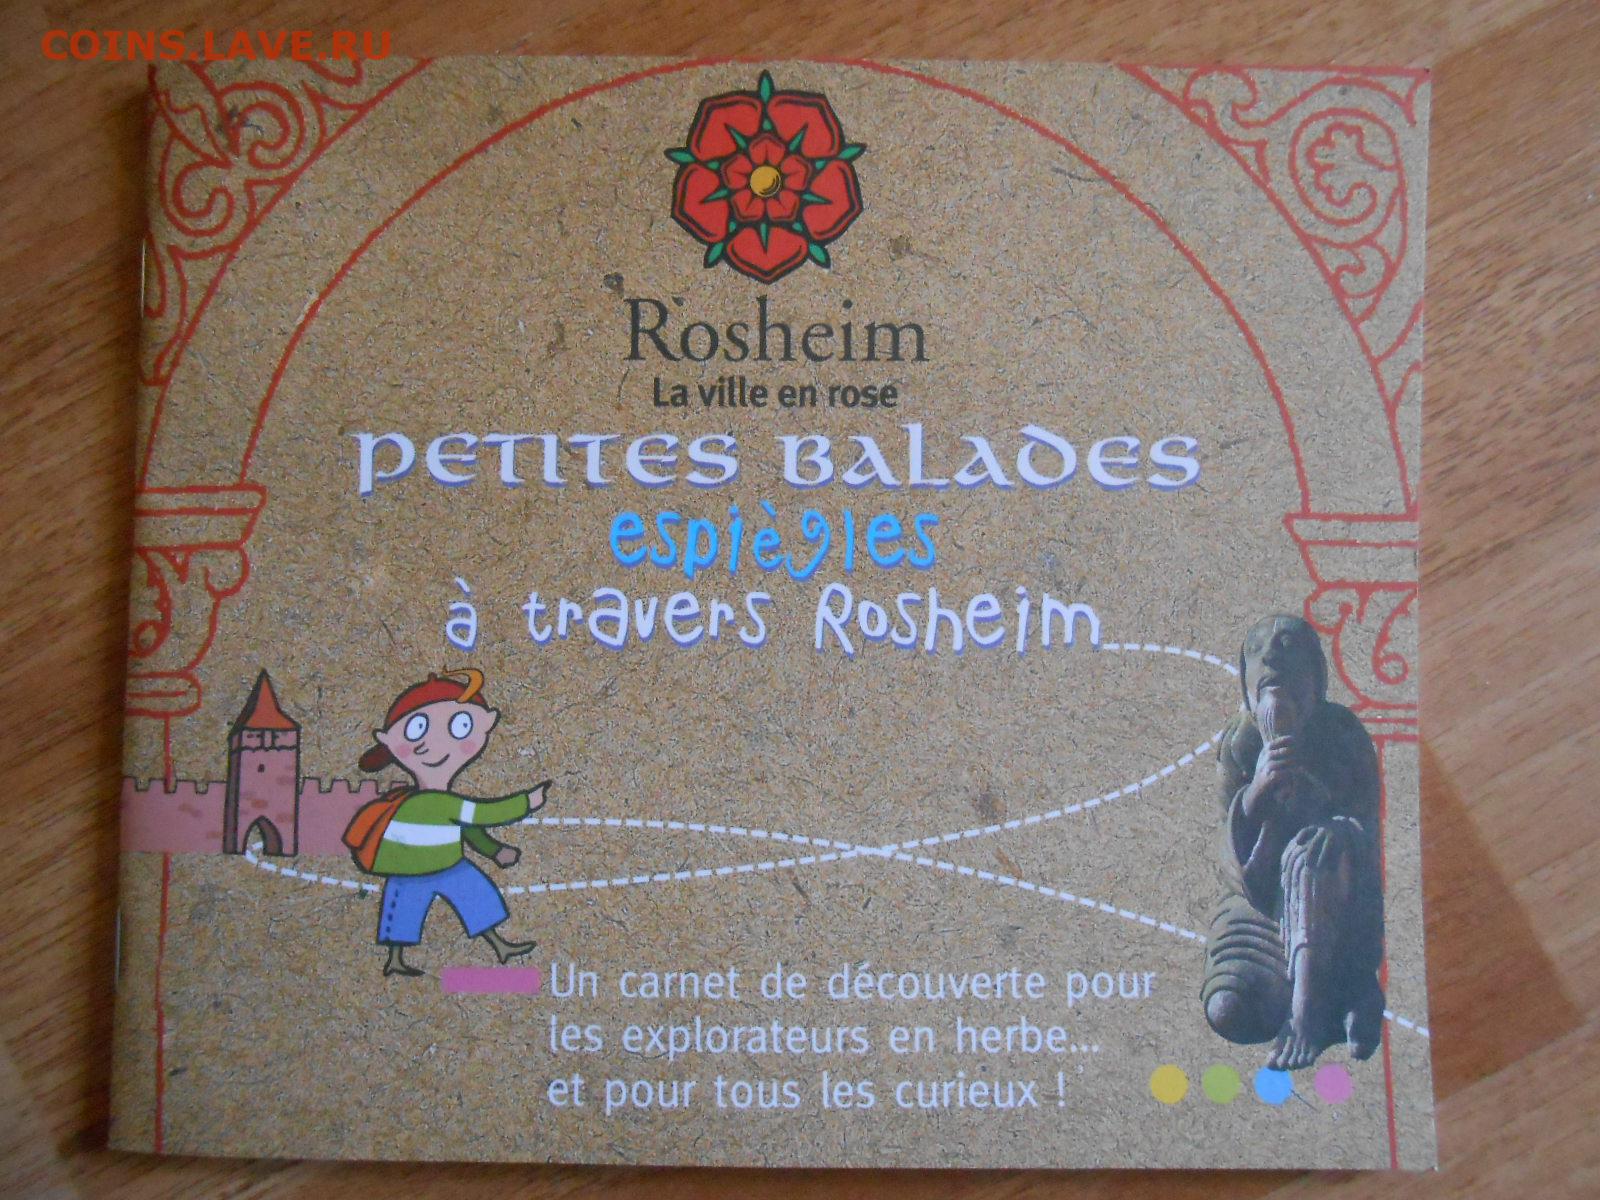 COINS.LAVE.RU
Rosheim
La ville en rose
PETITES BALADES
espiègles
à travers Rosheim...
Un carnet de découverte pour
les explorateurs en herbe...
et pour tous les curieux !